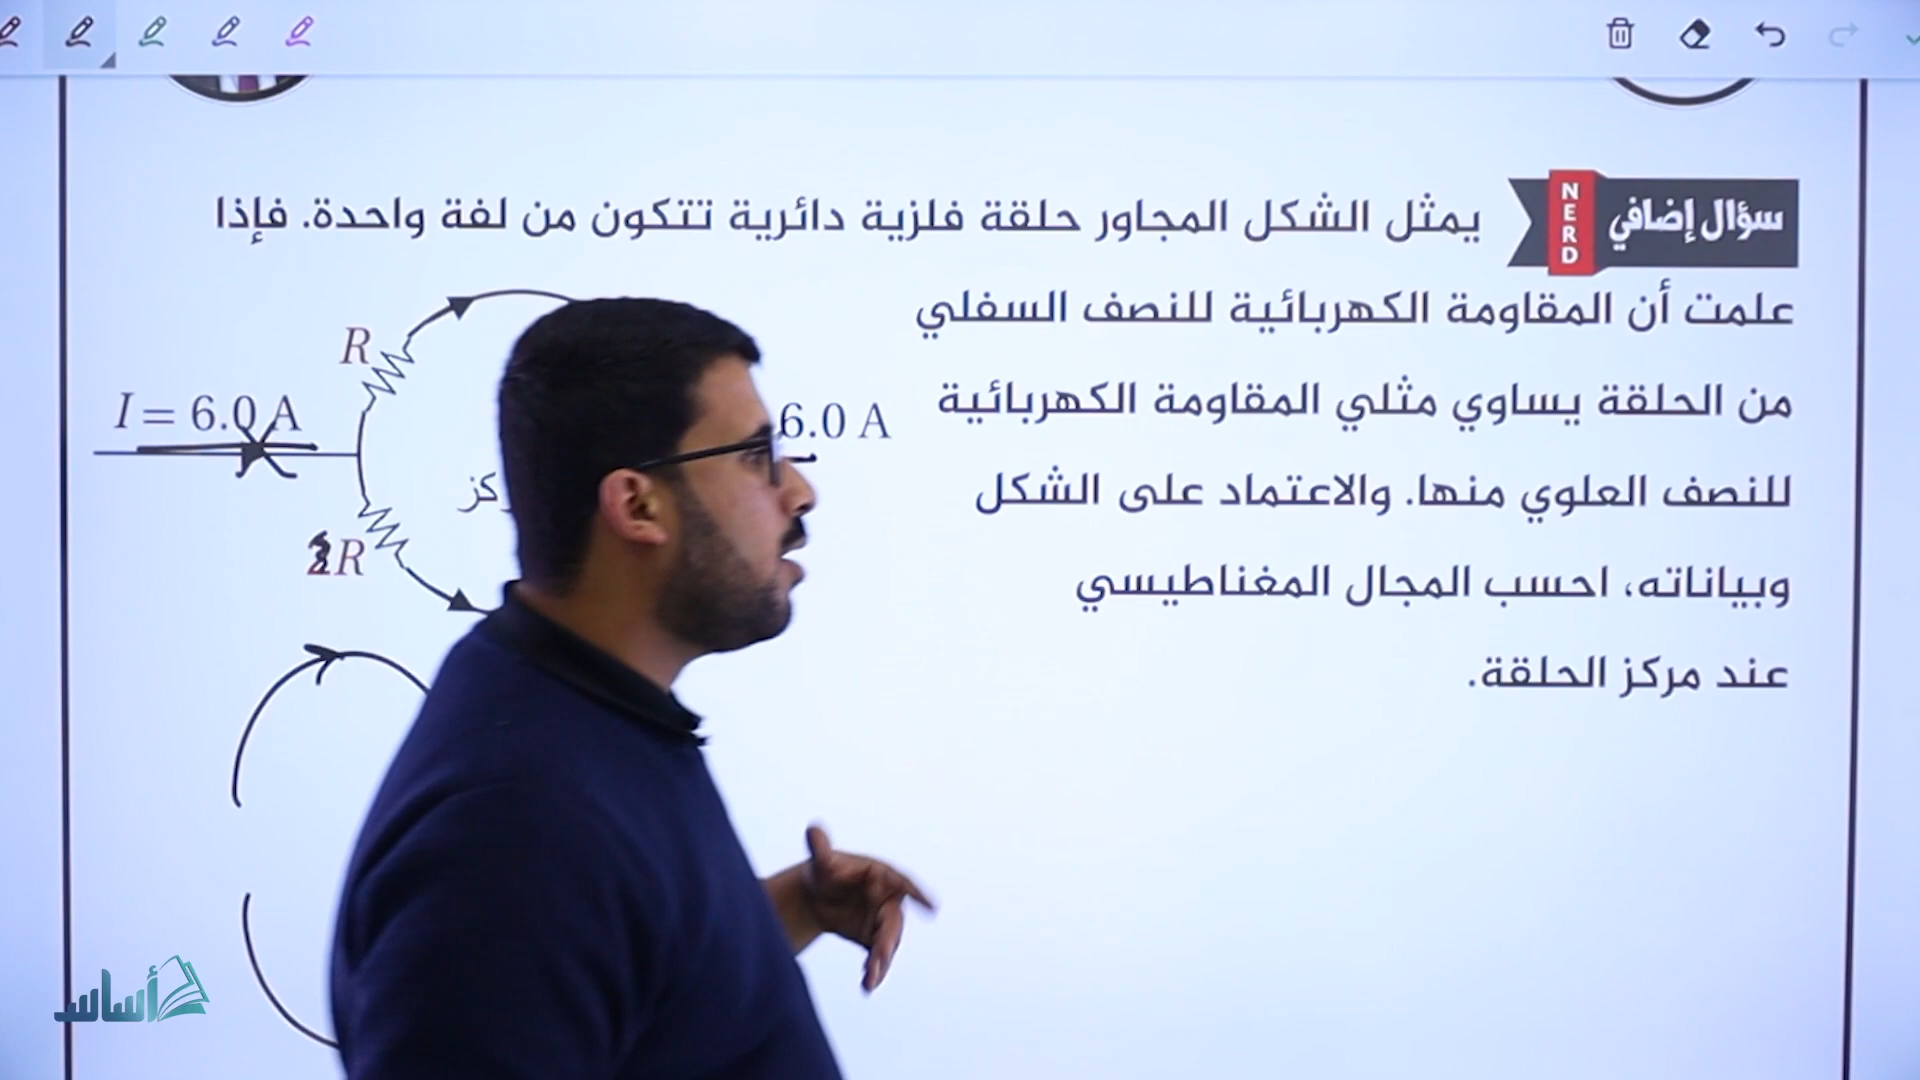 سؤال إضافي
NERD
يمثل الشكل المجاور حلقة فلزية دائرية تتكون من لفة واحدة. فإذا
علمت أن المقاومة الكهربائية للنصف السفلي
من الحلقة يساوي مثلي المقاومة الكهربائية
للنصف العلوي منها. والاعتماد على الشكل
وبياناته، احسب المجال المغناطيسي
عند مركز الحلقة.
R
I = 6.0 A
6.0 A
كز
2R
أساس